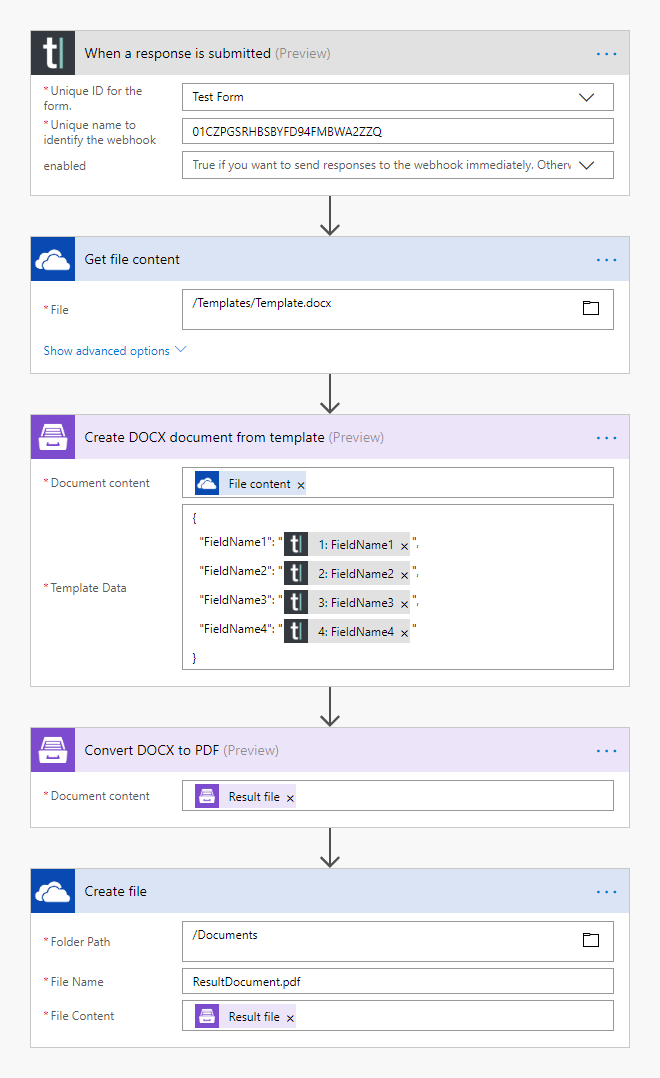 When a response is submitted (Preview)
* Unique ID for the form.
Test Form
* Unique name to identify the webhook
01CZPGSRHBSBYFD94FMBWA2ZZQ
enabled
True if you want to send responses to the webhook immediately. Otherw
Get file content
* File
/Templates/Template.docx
Show advanced options
Create DOCX document from template (Preview)
* Document content
File content ×
* Template Data
{
"FieldName1": " t| 1: FieldName1 × ",
"FieldName2": " t| 2: FieldName2 × ",
"FieldName3": " t| 3: FieldName3 × ",
"FieldName4": " t| 4: FieldName4 × "
}
Convert DOCX to PDF (Preview)
* Document content
Result file ×
Create file
* Folder Path
/Documents
* File Name
ResultDocument.pdf
* File Content
Result file ×